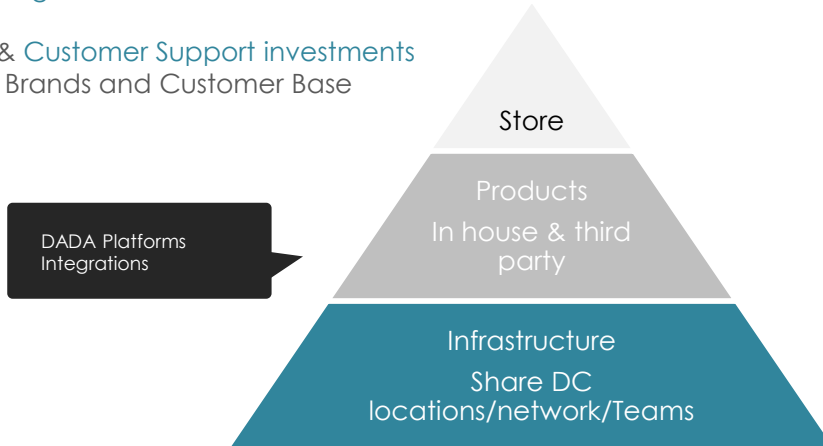 & Customer Support investments
Brands and Customer Base
Store
Products
In house & third
party
DADA Platforms
Integrations
Infrastructure
Share DC
locations/network/Teams